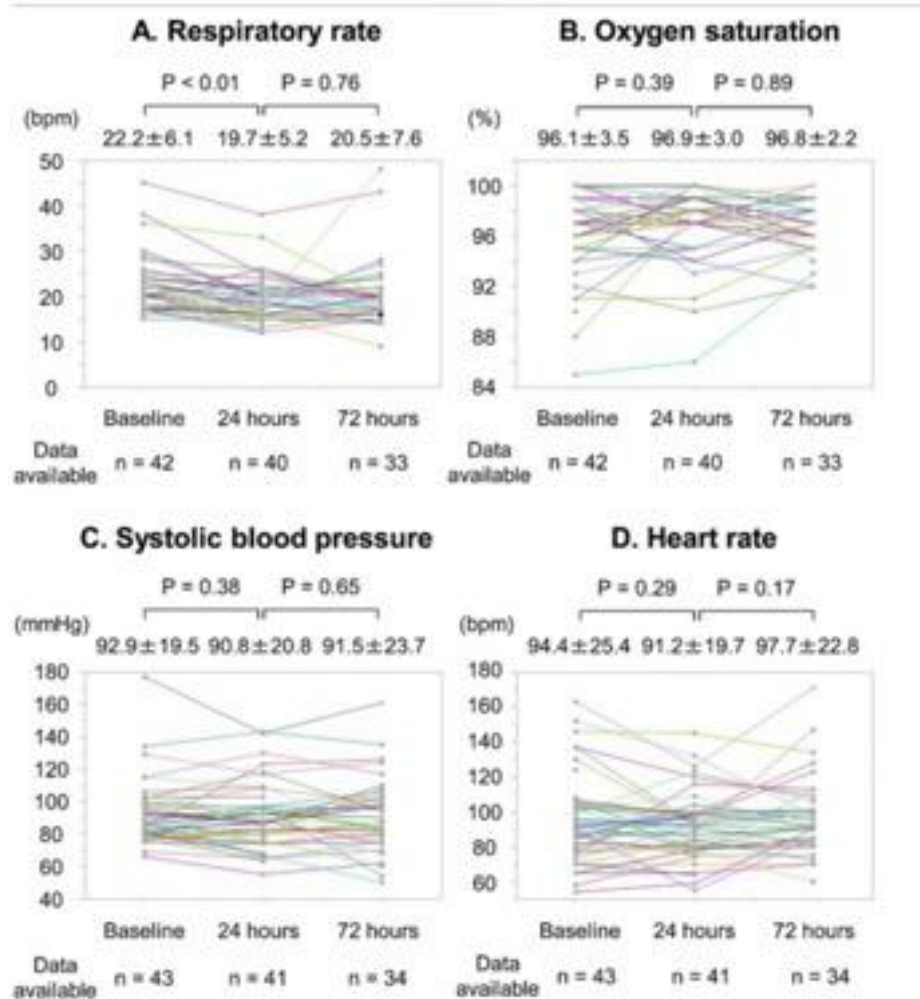 A. Respiratory rate
P < 0.01 P = 0.76
(bpm)
22.2±6.1 19.7±5.2 20.5±7.6
50
40
30
20
10
0
Baseline 24 hours 72 hours
Data available n = 42 n = 40 n = 33
B. Oxygen saturation
P = 0.39 P = 0.89
(%)
96.1±3.5 96.9±3.0 96.8±2.2
100
96
92
88
84
Baseline 24 hours 72 hours
Data available n = 42 n = 40 n = 33
C. Systolic blood pressure
P = 0.38 P = 0.65
(mmHg)
92.9±19.5 90.8±20.8 91.5±23.7
180
160
140
120
100
80
60
40
Baseline 24 hours 72 hours
Data available n = 43 n = 41 n = 34
D. Heart rate
P = 0.29 P = 0.17
(bpm)
94.4±25.4 91.2±19.7 97.7±22.8
180
160
140
120
100
80
60
Baseline 24 hours 72 hours
Data available n = 43 n = 41 n = 34